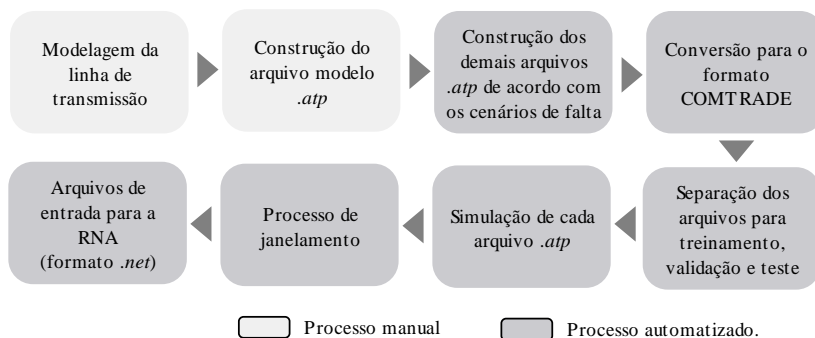 Modelagem da
linha de
transmissão
Construção do
arquivo modelo
.atp
Construção dos
demais arquivos
.atp de acordo com
os cenários de falta
Conversão para o
formato
COMTRADE
Arquivos de
entrada para a
RNA
(formato .net)
Processo de
janelamento
Simulação de cada
arquivo .atp
Separação dos
arquivos para
treinamento,
validação e teste
Processo manual
Processo automatizado.